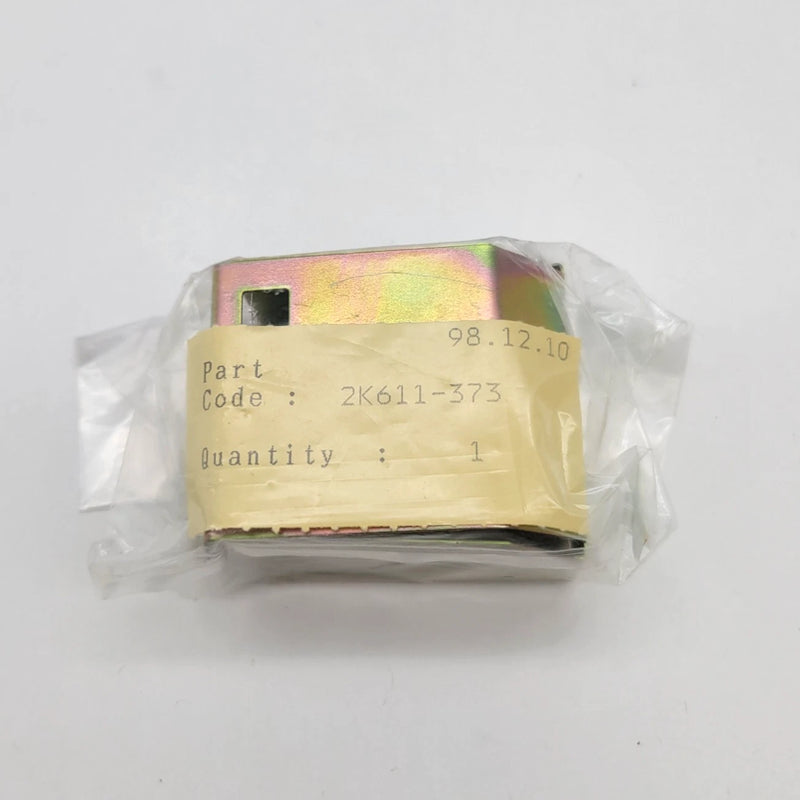 98.12.10
Part
Code : 2K611-373
Quantity : 1